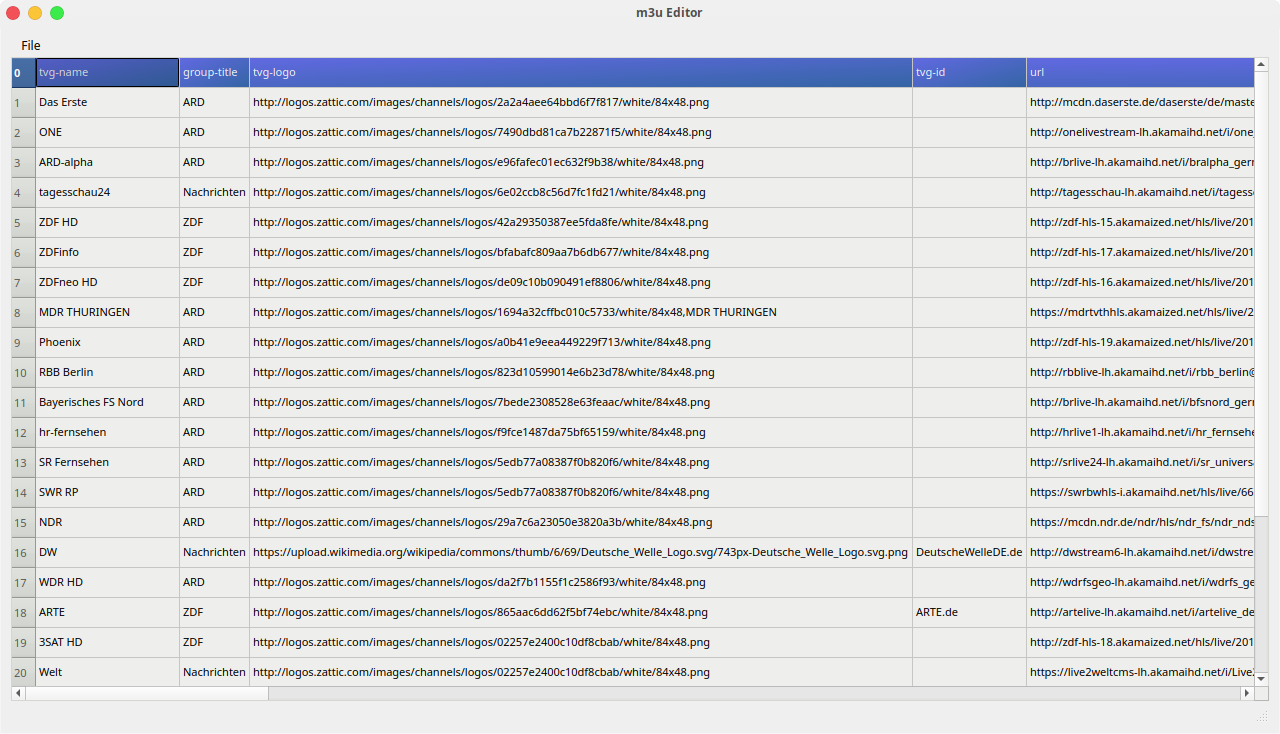 m3u Editor
File
0 tvg-name group-title tvg-logo tvg-id url
1 Das Erste ARD http://logos.zattic.com/images/channels/logos/2a2a4aee64bbd6f7f817/white/84x48.png http://mcdn.daserste.de/daserste/de/maste
2 ONE ARD http://logos.zattic.com/images/channels/logos/7490dbd81ca7b22871f5/white/84x48.png http://onelivestream-lh.akamaihd.net/i/one_
3 ARD-alpha ARD http://logos.zattic.com/images/channels/logos/e96fafec01ec632f9b38/white/84x48.png http://brlive-lh.akamaihd.net/i/bralpha_ger
4 tagesschau24 Nachrichten http://logos.zattic.com/images/channels/logos/6e02ccb8c56d7fc1fd21/white/84x48.png http://tagesschau-lh.akamaihd.net/i/tagess
5 ZDF HD ZDF http://logos.zattic.com/images/channels/logos/42a29350387ee5fda8fe/white/84x48.png http://zdf-hls-15.akamaized.net/hls/live/201
6 ZDFinfo ZDF http://logos.zattic.com/images/channels/logos/bfabafc809aa7b6db677/white/84x48.png http://zdf-hls-17.akamaized.net/hls/live/201
7 ZDFneo HD ZDF http://logos.zattic.com/images/channels/logos/de09c10b090491ef8806/white/84x48.png http://zdf-hls-16.akamaized.net/hls/live/201
8 MDR THURINGEN ARD http://logos.zattic.com/images/channels/logos/1694a32cffbc010c5733/white/84x48,MDR THURINGEN https://mdrtvthhls.akamaized.net/hls/live/2
9 Phoenix ARD http://logos.zattic.com/images/channels/logos/a0b41e9eea449229f713/white/84x48.png http://zdf-hls-19.akamaized.net/hls/live/201
10 RBB Berlin ARD http://logos.zattic.com/images/channels/logos/823d10599014e6b23d78/white/84x48.png http://rbblive-lh.akamaihd.net/i/rbb_berlin@
11 Bayerisches FS Nord ARD http://logos.zattic.com/images/channels/logos/7bede2308528e63feaac/white/84x48.png http://brlive-lh.akamaihd.net/i/bfsnord_ger
12 hr-fernsehen ARD http://logos.zattic.com/images/channels/logos/f9fce1487da75bf65159/white/84x48.png http://hrlive1-lh.akamaihd.net/i/hr_fernsehe
13 SR Fernsehen ARD http://logos.zattic.com/images/channels/logos/5edb77a08387f0b820f6/white/84x48.png http://srlive24-lh.akamaihd.net/i/sr_univers
14 SWR RP ARD http://logos.zattic.com/images/channels/logos/5edb77a08387f0b820f6/white/84x48.png https://swrbwhls-i.akamaihd.net/hls/live/66
15 NDR ARD http://logos.zattic.com/images/channels/logos/29a7c6a23050e3820a3b/white/84x48.png https://mcdn.ndr.de/ndr/hls/ndr_fs/ndr_nds
16 DW Nachrichten https://upload.wikimedia.org/wikipedia/commons/thumb/6/69/Deutsche_Welle_Logo.svg/743px-Deutsche_Welle_Logo.svg.png DeutscheWelleDE.de http://dwstream6-lh.akamaihd.net/i/dwstre
17 WDR HD ARD http://logos.zattic.com/images/channels/logos/da2f7b1155f1c2586f93/white/84x48.png http://wdrfsgeo-lh.akamaihd.net/i/wdrfs_ge
18 ARTE ZDF http://logos.zattic.com/images/channels/logos/865aac6dd62f5bf74ebc/white/84x48.png ARTE.de http://artelive-lh.akamaihd.net/i/artelive_de
19 3SAT HD ZDF http://logos.zattic.com/images/channels/logos/02257e2400c10df8cbab/white/84x48.png http://zdf-hls-18.akamaized.net/hls/live/201
20 Welt Nachrichten http://logos.zattic.com/images/channels/logos/02257e2400c10df8cbab/white/84x48.png https://live2weltcms-lh.akamaihd.net/i/Live